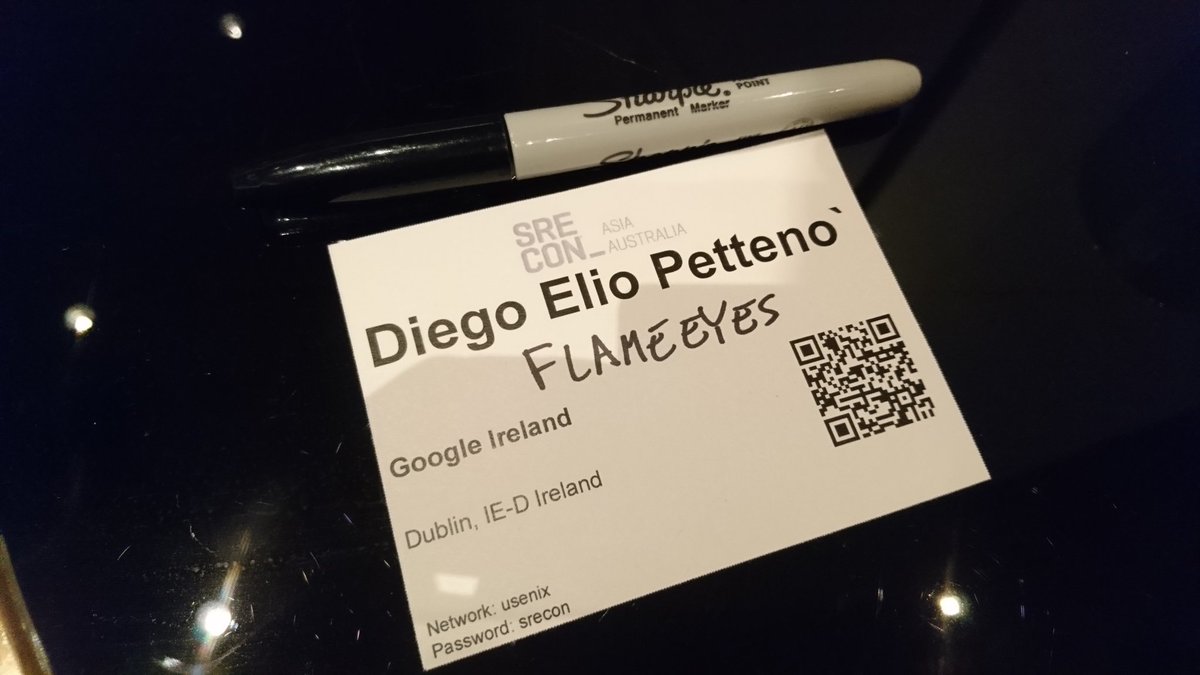 Sharpie®
POINT
Permanent Marker
SRE
CON_
ASIA
AUSTRALIA
Diego Elio Petteno`
FLAMEEYES
Google Ireland
Dublin, IE-D Ireland
Network: usenix
Password: srecon